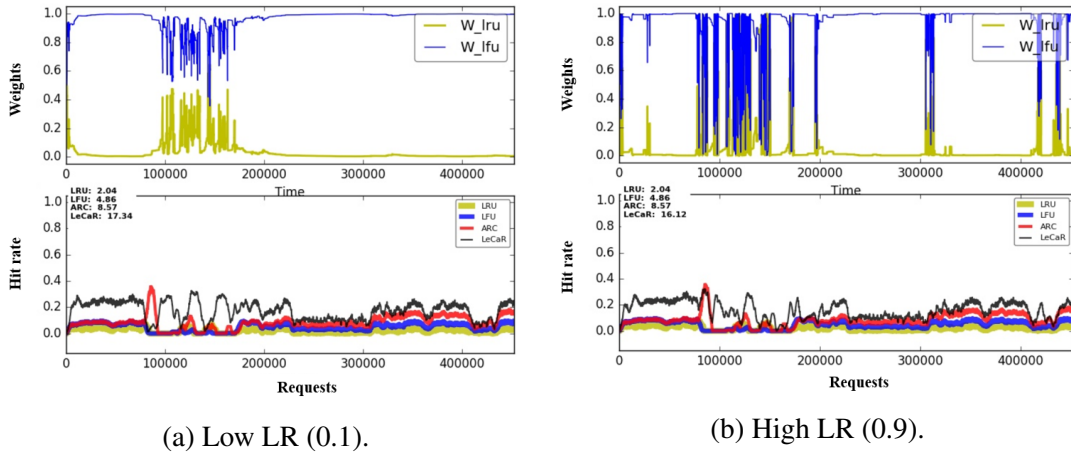 1.0
0.8
0.6
0.4
0.2
0.0
Weights
W_lru
W_lfu
0
100000
200000
300000
400000
Time
LRU: 2.04
LFU: 4.86
ARC: 8.57
LeCaR: 17.34
1.0
0.8
0.6
0.4
0.2
0.0
Hit rate
LRU
LFU
ARC
LeCaR
0
100000
200000
300000
400000
Requests
(a) Low LR (0.1).
1.0
0.8
0.6
0.4
0.2
0.0
Weights
W_lru
W_lfu
0
100000
200000
300000
400000
Time
LRU: 2.04
LFU: 4.86
ARC: 8.57
LeCaR: 16.12
1.0
0.8
0.6
0.4
0.2
0.0
Hit rate
LRU
LFU
ARC
LeCaR
0
100000
200000
300000
400000
Requests
(b) High LR (0.9).